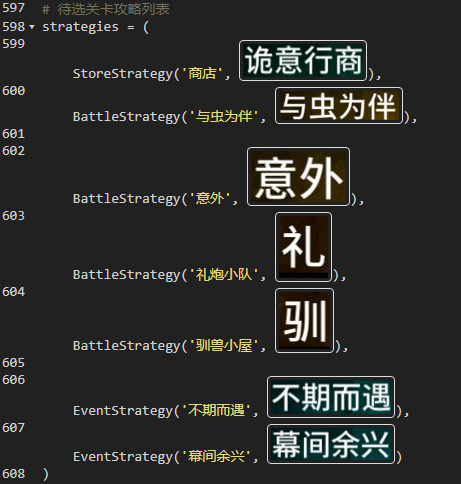 597 # 待选关卡攻略列表
598 strategies = (
599
StoreStrategy('商店', 诡意行商),
600
BattleStrategy('与虫为伴', 与虫为伴),
601
602
BattleStrategy('意外', 意外),
603
BattleStrategy('礼炮小队', 礼),
604
BattleStrategy('驯兽小屋', 驯),
605
606
EventStrategy('不期而遇', 不期而遇),
607
EventStrategy('幕间余兴', 幕间余兴)
608 )